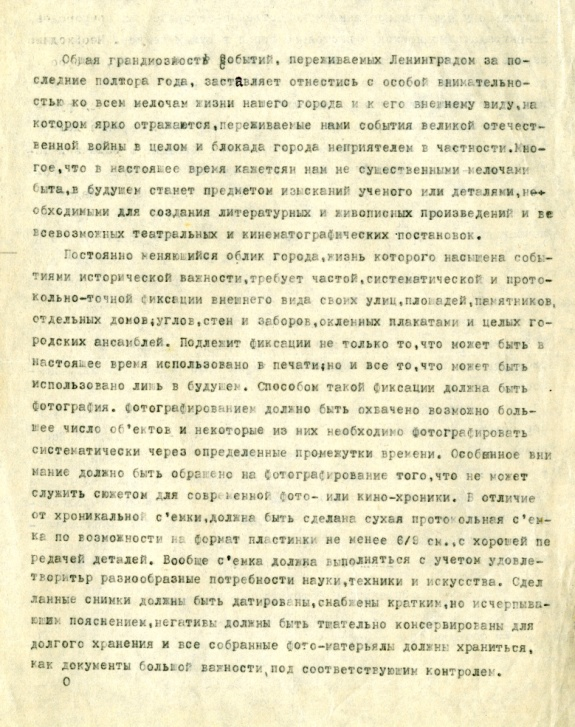 Общая грандиозность событий, переживаемых Ленинградом за по-
следние полтора года, заставляет отнестись с особой внимательно-
стью ко всем мелочам жизни нашего города и к его внешнему виду,на
котором ярко отражаются,переживаемые нами события великой отечест-
венной войны в целом и блокада города неприятелем в частности.Мно-
гое,что в настоящее время кажетсян нам не существенными мелочами
быта,в будущем станет предметом изысканий ученого или деталями,не-
обходимыми для создания литературных и живописных произведений и во
всевозможных театральных и кинематографических постановок.
Постоянно меняющийся облик города,жизнь которого насыщена собы-
тиями исторической важности,требует частой,систематической и прото-
кольно-точной фиксации внешнего вида своих улиц,площадей,памятников,
отдельных домов;углов,стен и заборов,окленных плакатами и целых го-
родских ансамблей. Подлежит фиксации не только то,что может быть в
настоящее время использовано в печати;но и все то,что может быть
использовано лишь в будущем. Способом такой фиксации должна быть
фотография. фотографированием должно быть охвачено возможно боль-
шее число об'ектов и некоторые из них необходимо фотографировать
систематически через определенные промежутки времени. Особынное вни
мание должно быть обращено на фотографирование того,что не может
служить сюжетом для современной фото- или кино-хроники. В отличие
от хроникальной с'емки,должна быть сделана сухая протокольная с'ем-
ка по возможности на формат пластинки не менее 6/9 см.,с хорошей пе
редачей деталей. Вообще с'емка должна выполняться с учетом удовле-
творитьр разнообразные потребности науки,техники и искусства. Сдел
ланные снимки должны быть датированы,снабжены кратким,но исчерпыва-
ющим пояснением,негативы должны быть тщательно консервированы для
долгого хранения и все собранные фото-матерьялы должны храниться,
как документы большой важности,под соответствующим контролем.
О